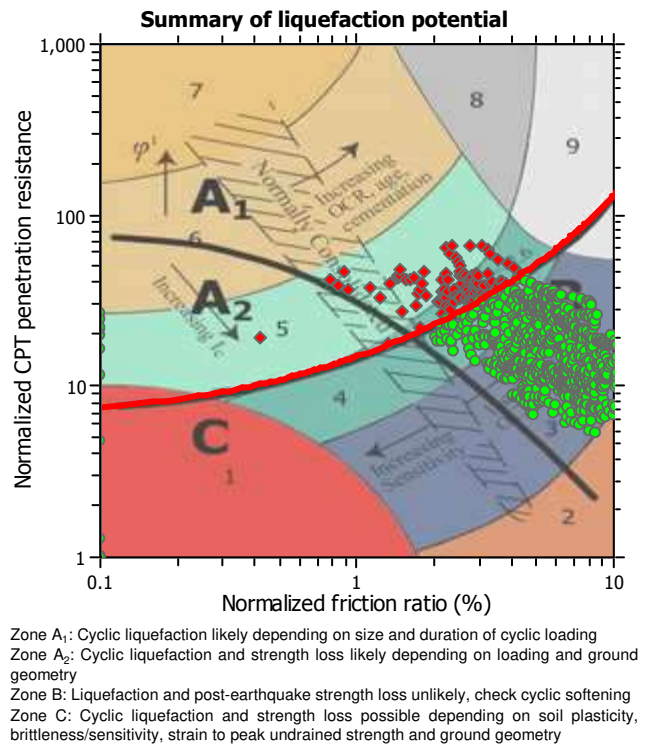 Summary of liquefaction potential
1,000
100
10
1
0.1
1
10
Normalized CPT penetration resistance
Normalized friction ratio (%)
7
8
9
φ'
A1
Increasing
OCR, age,
cementation
Normally
6
6
A2
Increasing Ic
5
4
C
1
Increasing
Sensitivity
3
2
Zone A₁: Cyclic liquefaction likely depending on size and duration of cyclic loading
Zone A₂: Cyclic liquefaction and strength loss likely depending on loading and ground
geometry
Zone B: Liquefaction and post-earthquake strength loss unlikely, check cyclic softening
Zone C: Cyclic liquefaction and strength loss possible depending on soil plasticity,
brittleness/sensitivity, strain to peak undrained strength and ground geometry